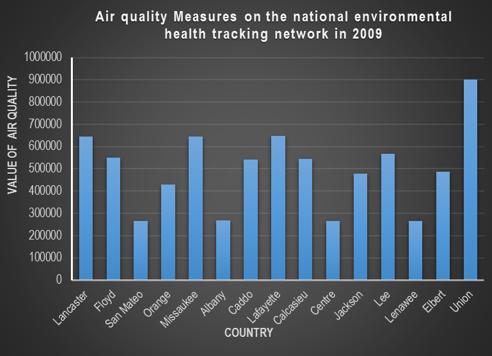 Air quality Measures on the national environmental
health tracking network in 2009
VALUE OF AIR QUALITY
1000000
900000
800000
700000
600000
500000
400000
300000
200000
100000
0
Lancaster
Floyd
San Mateo
Orange
Missaukee
Albany
Caddo
Lafayette
Calcasieu
Centre
Jackson
Lee
Lenawee
Elbert
Union
COUNTRY